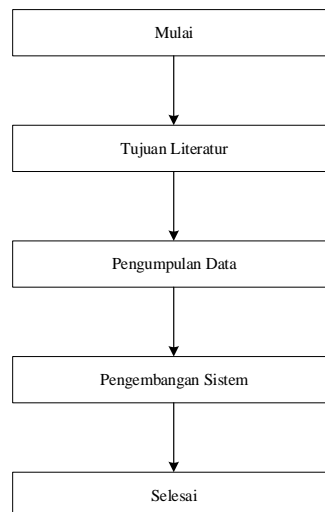 Mulai
Tujuan Literatur
Pengumpulan Data
Pengembangan Sistem
Selesai